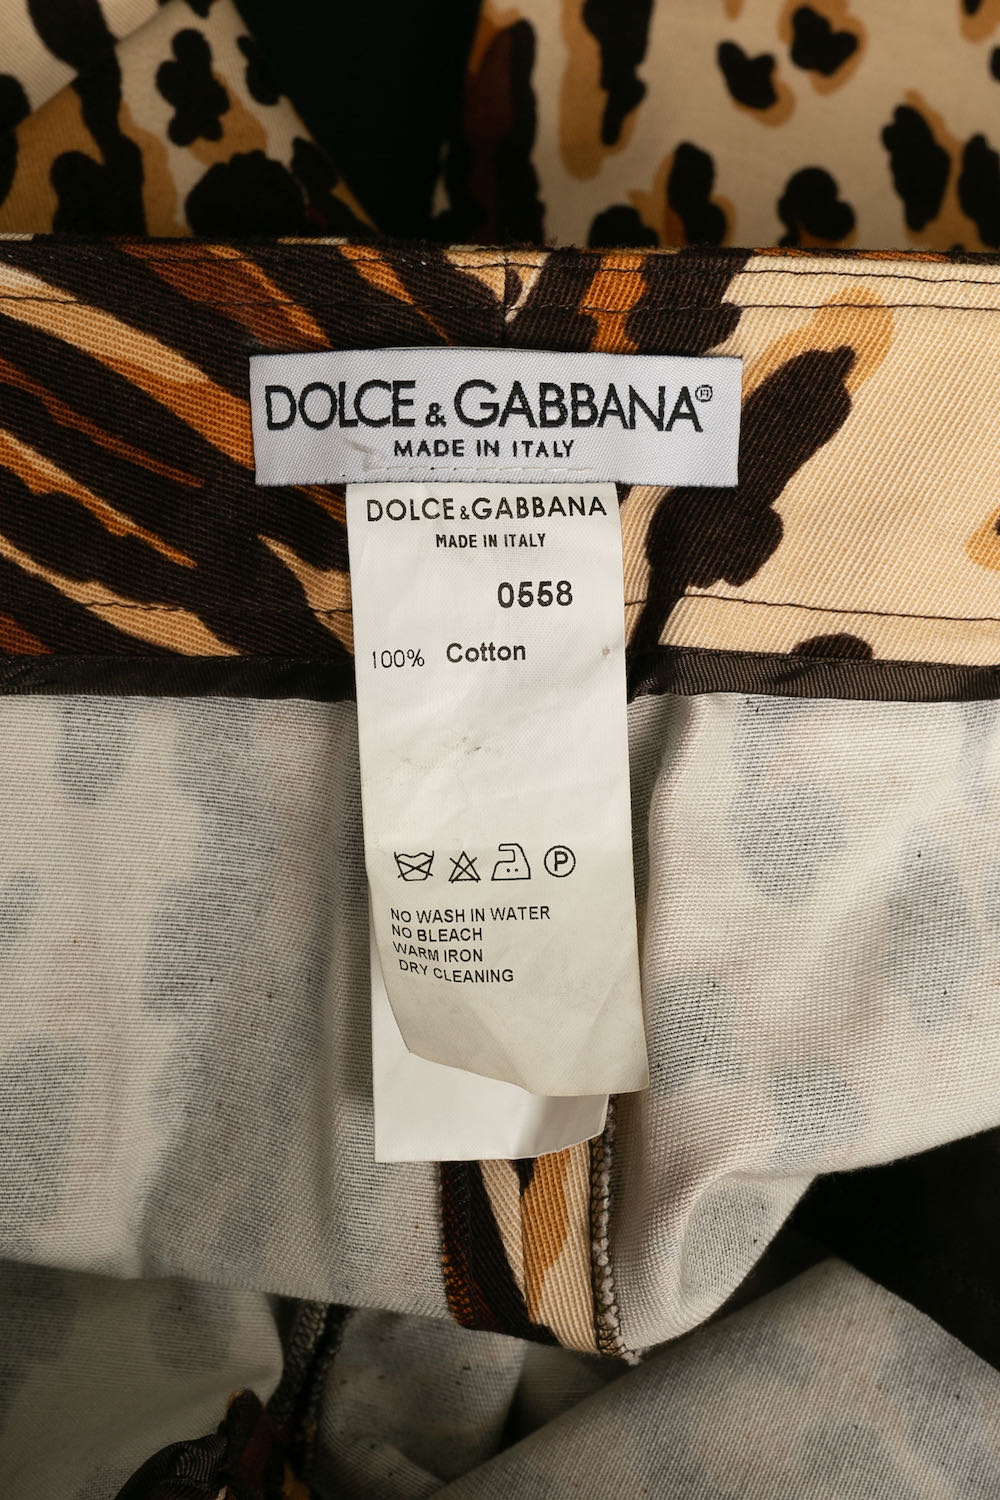 DOLCE & GABBANA®
MADE IN ITALY
DOLCE & GABBANA
MADE IN ITALY
0558
100% Cotton
P
NO WASH IN WATER
NO BLEACH
WARM IRON
DRY CLEANING